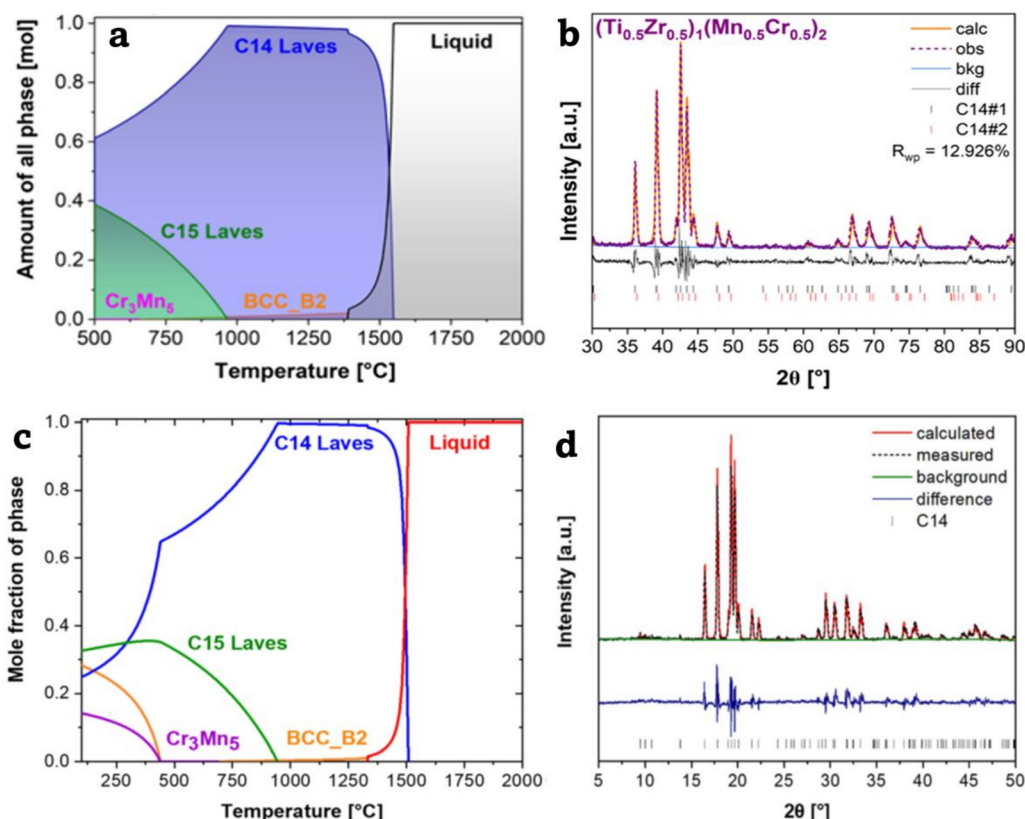 a
C14 Laves
Liquid
C15 Laves
Cr3Mn5
BCC_B2
Amount of all phase [mol]
0.0
0.2
0.4
0.6
0.8
1.0
500
750
1000
1250
1500
1750
2000
Temperature [°C]
b
(Ti0.5Zr0.5)1(Mn0.5Cr0.5)2
calc
obs
bkg
diff
C14#1
C14#2
Rwp = 12.926%
Intensity [a.u.]
30 35 40 45 50 55 60 65 70 75 80 85 90
2θ [°]
c
C14 Laves
Liquid
C15 Laves
Cr3Mn5
BCC_B2
Mole fraction of phase
0.0
0.2
0.4
0.6
0.8
1.0
250 500 750 1000 1250 1500 1750 2000
Temperature [°C]
d
calculated
measured
background
difference
C14
Intensity [a.u.]
5 10 15 20 25 30 35 40 45 50
2θ [°]